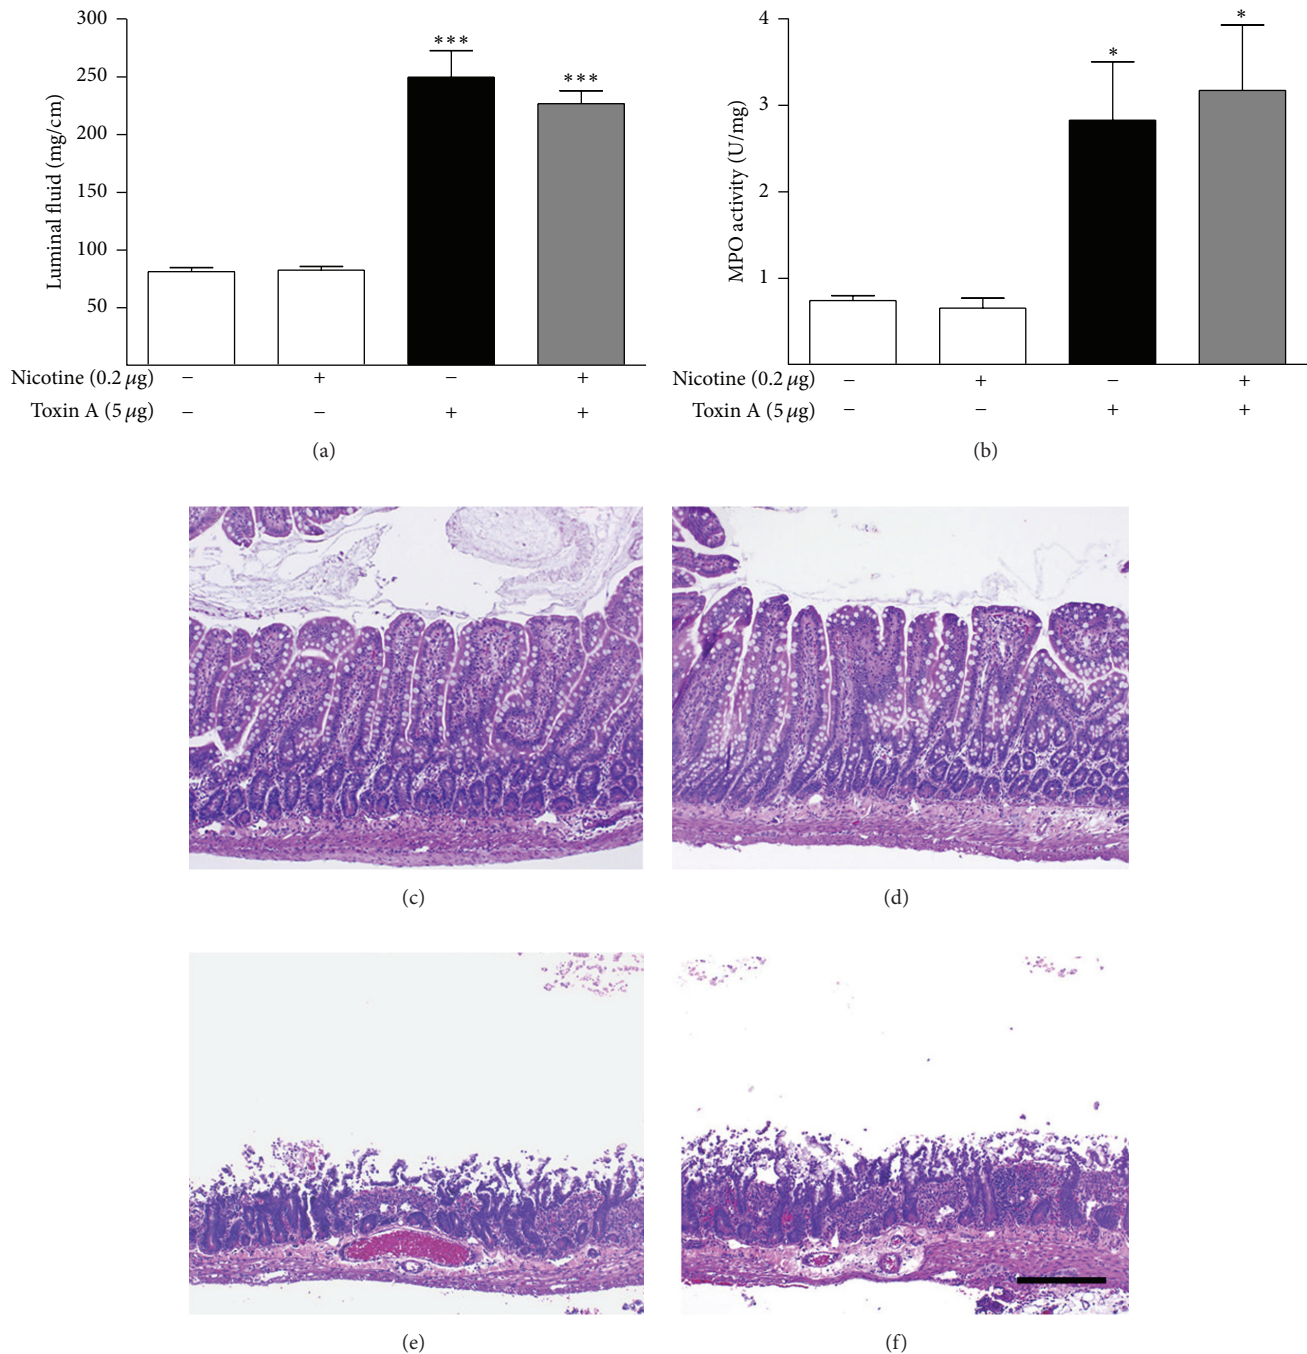 300
250
200
150
100
50
Luminal fluid (mg/cm)
***
***
Nicotine (0.2 μg) − + − +
Toxin A (5 μg) − − + +
(a)
4
3
2
1
MPO activity (U/mg)
*
*
Nicotine (0.2 μg) − + − +
Toxin A (5 μg) − − + +
(b)
(c)
(d)
(e)
(f)